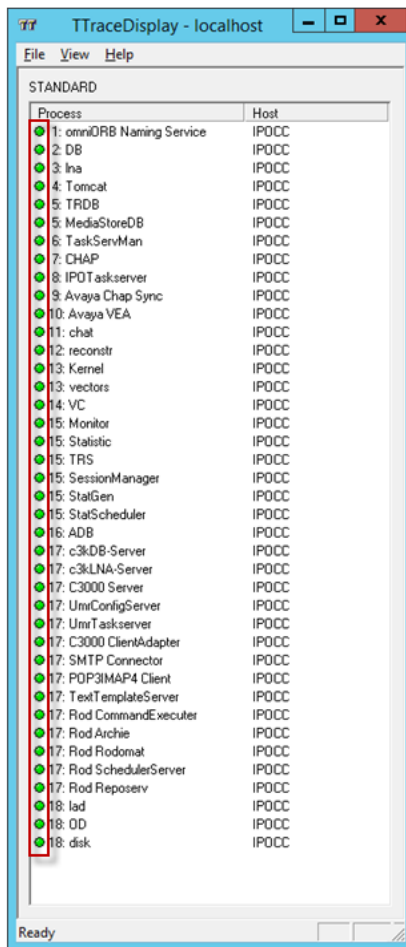 TTraceDisplay - localhost
File View Help
STANDARD
Process Host
1: omniORB Naming Service IPOCC
2: DB IPOCC
3: lna IPOCC
4: Tomcat IPOCC
5: TRDB IPOCC
5: MediaStoreDB IPOCC
6: TaskServMan IPOCC
7: CHAP IPOCC
8: IPOTaskserver IPOCC
9: Avaya Chap Sync IPOCC
10: Avaya VEA IPOCC
11: chat IPOCC
12: reconstr IPOCC
13: Kernel IPOCC
13: vectors IPOCC
14: VC IPOCC
15: Monitor IPOCC
15: Statistic IPOCC
15: TRS IPOCC
15: SessionManager IPOCC
15: StatGen IPOCC
15: StatScheduler IPOCC
16: ADB IPOCC
17: c3kDB-Server IPOCC
17: c3kLNA-Server IPOCC
17: C3000 Server IPOCC
17: UmrConfigServer IPOCC
17: UmrTaskserver IPOCC
17: C3000 ClientAdapter IPOCC
17: SMTP Connector IPOCC
17: POP3IMAP4 Client IPOCC
17: TextTemplateServer IPOCC
17: Rod CommandExecuter IPOCC
17: Rod Archie IPOCC
17: Rod Rodomat IPOCC
17: Rod SchedulerServer IPOCC
17: Rod Reposerv IPOCC
18: lad IPOCC
18: OD IPOCC
18: disk IPOCC
Ready